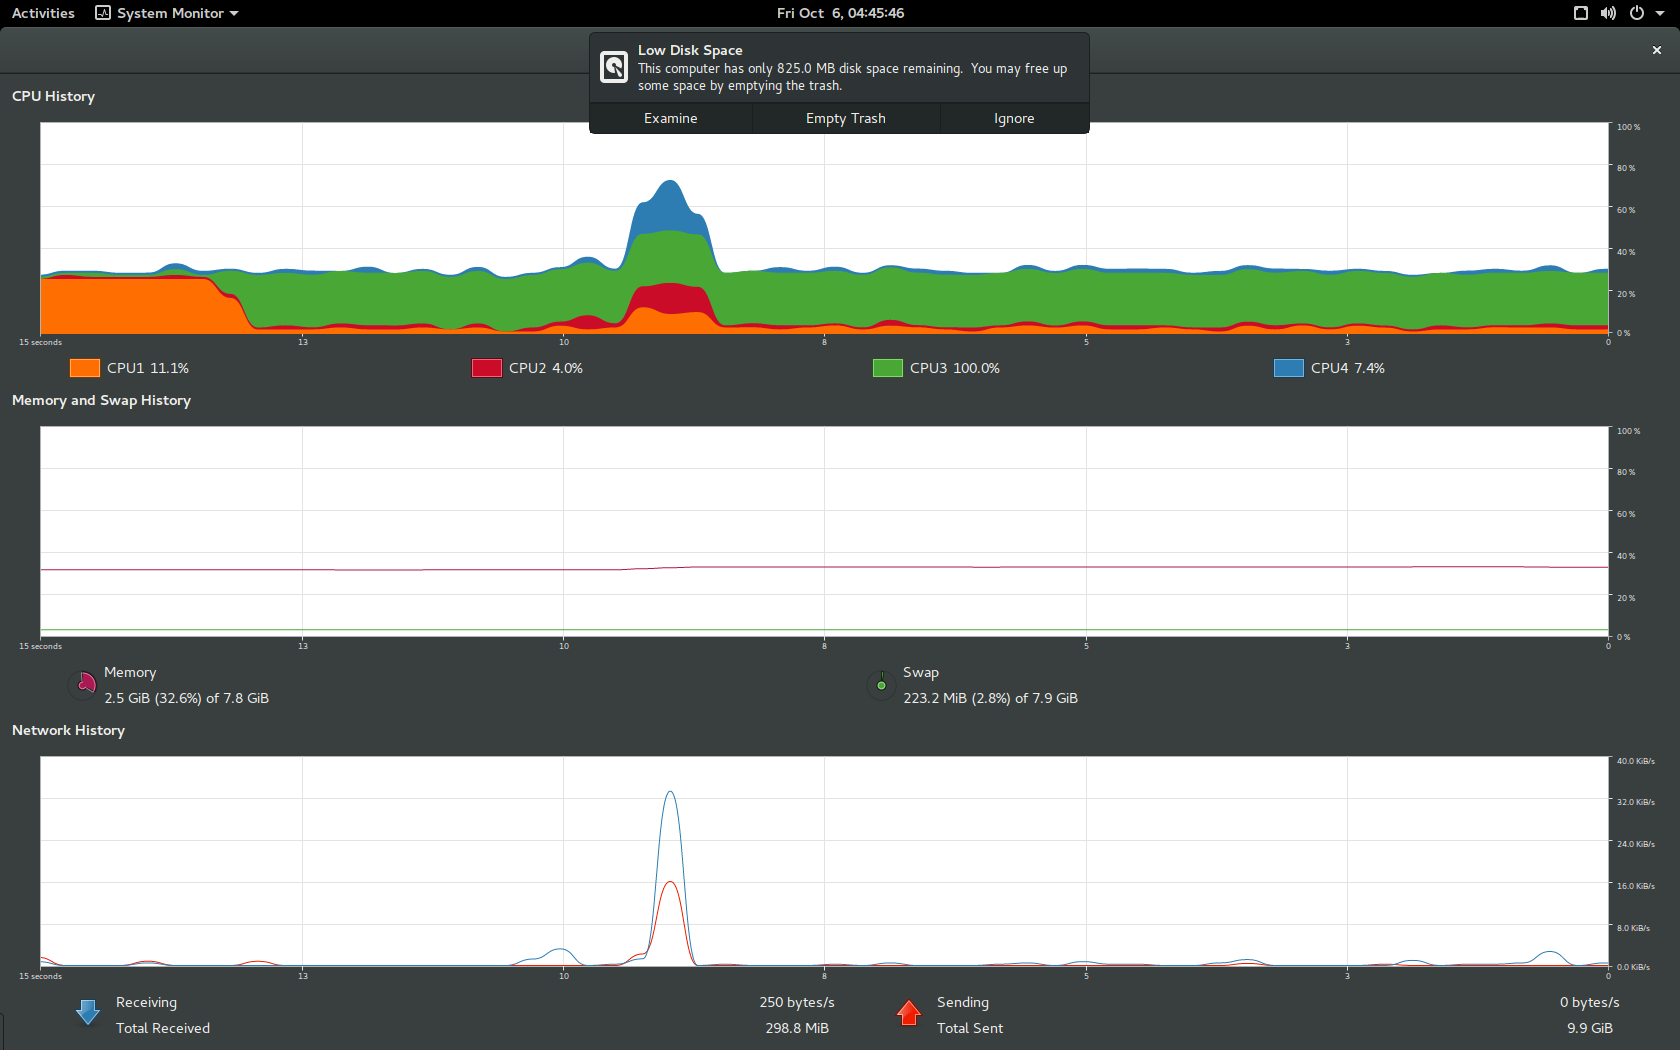 Activities System Monitor Fri Oct  6, 04:45:46
Low Disk Space
This computer has only 825.0 MB disk space remaining.  You may free up
some space by emptying the trash.
Examine Empty Trash Ignore
CPU History
100 %
80 %
60 %
40 %
20 %
0 %
15 seconds 13 10 8 5 3 0
CPU1 11.1% CPU2 4.0% CPU3 100.0% CPU4 7.4%
Memory and Swap History
100 %
80 %
60 %
40 %
20 %
0 %
15 seconds 13 10 8 5 3 0
Memory Swap
2.5 GiB (32.6%) of 7.8 GiB 223.2 MiB (2.8%) of 7.9 GiB
Network History
40.0 KiB/s
32.0 KiB/s
24.0 KiB/s
16.0 KiB/s
8.0 KiB/s
0.0 KiB/s
15 seconds 13 10 8 5 3 0
Receiving 250 bytes/s Sending 0 bytes/s
Total Received 298.8 MiB Total Sent 9.9 GiB